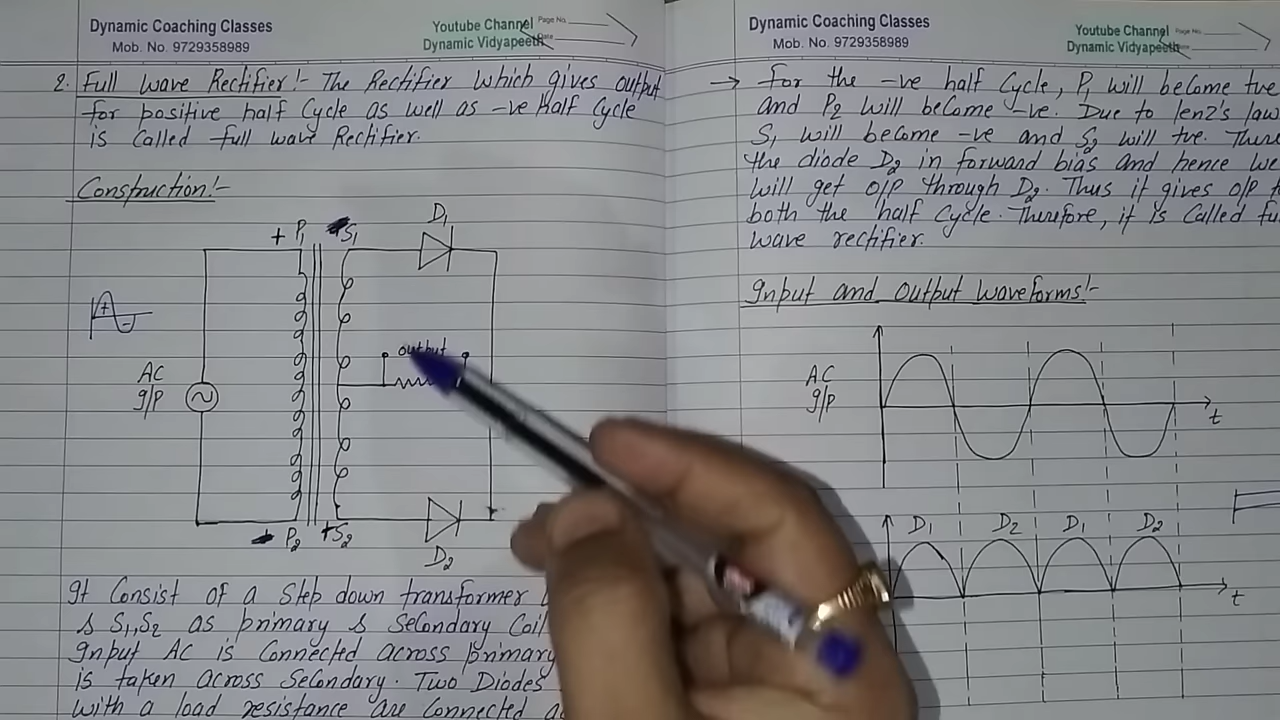 Dynamic Coaching Classes
Mob. No. 9729358989
Youtube Channel
Dynamic Vidyapeeth
Page No.
Date
2. Full Wave Rectifier!- The Rectifier which gives output
for positive half Cycle as well as -ve half Cycle
is Called full wave Rectifier.
Construction!-
+ P1
S1
D1
output
AC
I/P
P2
+S2
D2
It Consist of a Step down transformer
& S1, S2 as primary & Secondary Coil
Input AC is Connected across primary
is taken across Secondary. Two Diodes
with a load resistance are Connected
Dynamic Coaching Classes
Mob. No. 9729358989
Youtube Channel
Dynamic Vidyapeeth
Page No.
→ For the -ve half Cycle, P1 will become +ve
and P2 will become -ve. Due to lenz's law
S1 will become -ve and S2 will +ve. There
the diode D2 in forward bias and hence we
will get O/P through D2. Thus it gives O/P
both the half Cycle. Therefore, it is Called fu
wave rectifier.
Input and Output Waveforms!-
AC
I/P
t
D1 D2 D1 D2
t